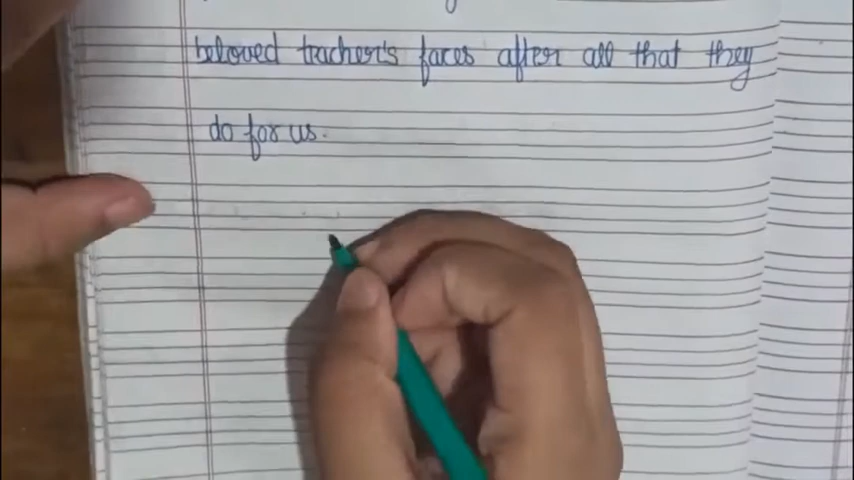 beloved teacher's faces after all that they
do for us.